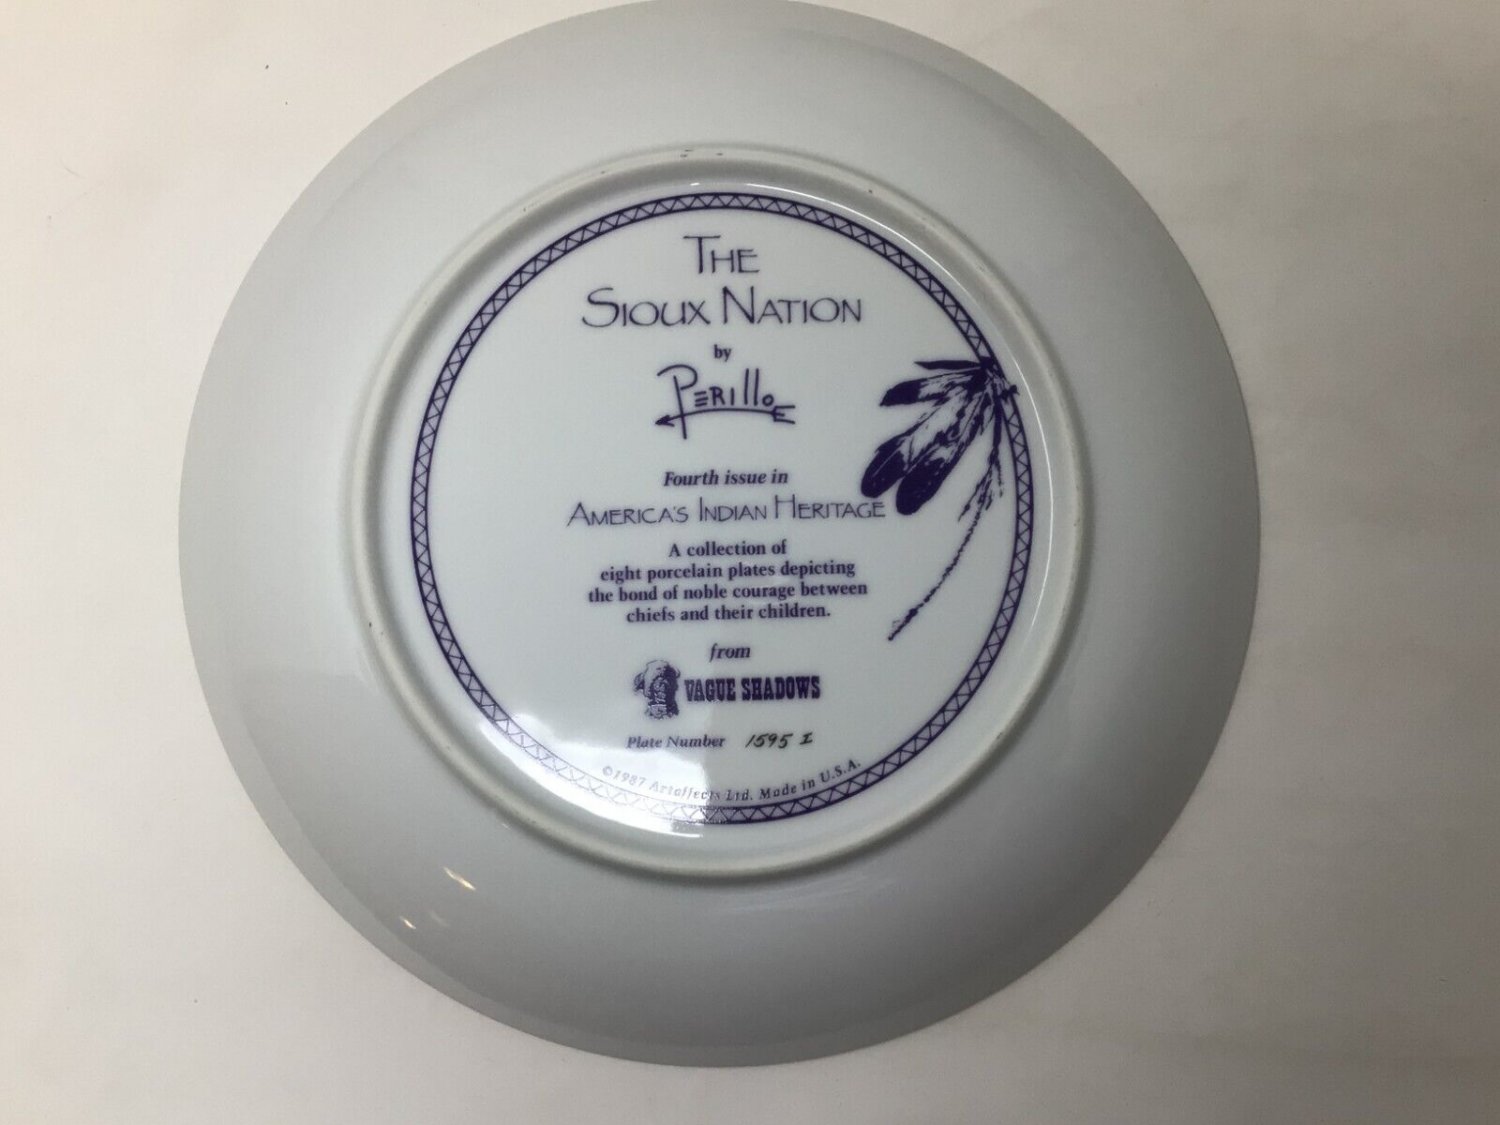 THE
SIOUX NATION
by
PERILLO
Fourth issue in
AMERICA'S INDIAN HERITAGE
A collection of
eight porcelain plates depicting
the bond of noble courage between
chiefs and their children.
from
VAGUE SHADOWS
Plate Number 1595 I
©1987 Artaffects Ltd. Made in U.S.A.